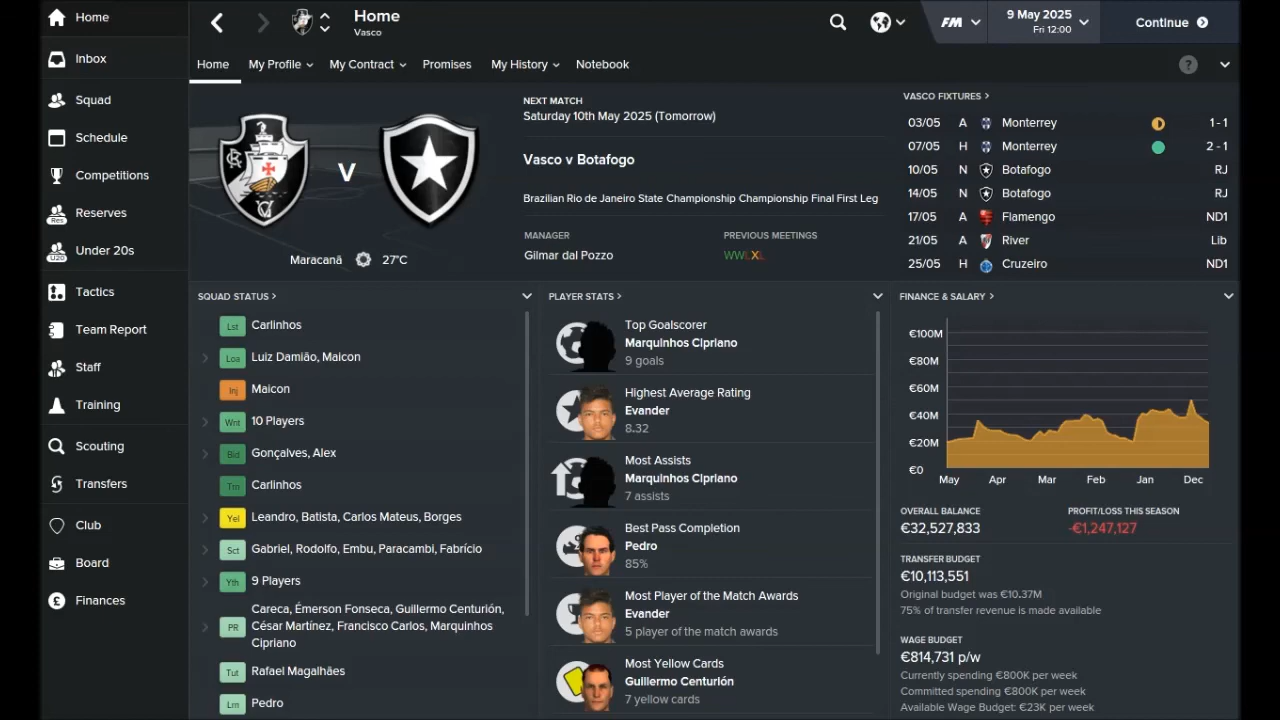 Home
Inbox
Squad
Schedule
Competitions
Res
Reserves
U20
Under 20s
Tactics
Team Report
Staff
Training
Scouting
Transfers
Club
Board
Finances
Home
Vasco
FM
9 May 2025
Fri 12:00
Continue
Home
My Profile
My Contract
Promises
My History
Notebook
?
V
Maracanã
27°C
NEXT MATCH
Saturday 10th May 2025 (Tomorrow)
Vasco v Botafogo
Brazilian Rio de Janeiro State Championship Championship Final First Leg
MANAGER
Gilmar dal Pozzo
PREVIOUS MEETINGS
WWLXL
VASCO FIXTURES >
03/05 A Monterrey 1 - 1
07/05 H Monterrey 2 - 1
10/05 N Botafogo RJ
14/05 N Botafogo RJ
17/05 A Flamengo ND1
21/05 A River Lib
25/05 H Cruzeiro ND1
SQUAD STATUS >
Lst Carlinhos
Loa Luiz Damião, Maicon
Inj Maicon
Wnt 10 Players
Bid Gonçalves, Alex
Trn Carlinhos
Yel Leandro, Batista, Carlos Mateus, Borges
Sct Gabriel, Rodolfo, Embu, Paracambi, Fabrício
Yth 9 Players
PR Careca, Émerson Fonseca, Guillermo Centurión,
César Martínez, Francisco Carlos, Marquinhos
Cipriano
Tut Rafael Magalhães
Lrn Pedro
PLAYER STATS >
Top Goalscorer
Marquinhos Cipriano
9 goals
Highest Average Rating
Evander
8.32
Most Assists
Marquinhos Cipriano
7 assists
Best Pass Completion
Pedro
85%
Most Player of the Match Awards
Evander
5 player of the match awards
Most Yellow Cards
Guillermo Centurión
7 yellow cards
FINANCE & SALARY >
€100M
€80M
€60M
€40M
€20M
€0
May Apr Mar Feb Jan Dec
OVERALL BALANCE
€32,527,833
PROFIT/LOSS THIS SEASON
-€1,247,127
TRANSFER BUDGET
€10,113,551
Original budget was €10.37M
75% of transfer revenue is made available
WAGE BUDGET
€814,731 p/w
Currently spending €800K per week
Committed spending €800K per week
Available Wage Budget: €23K per week